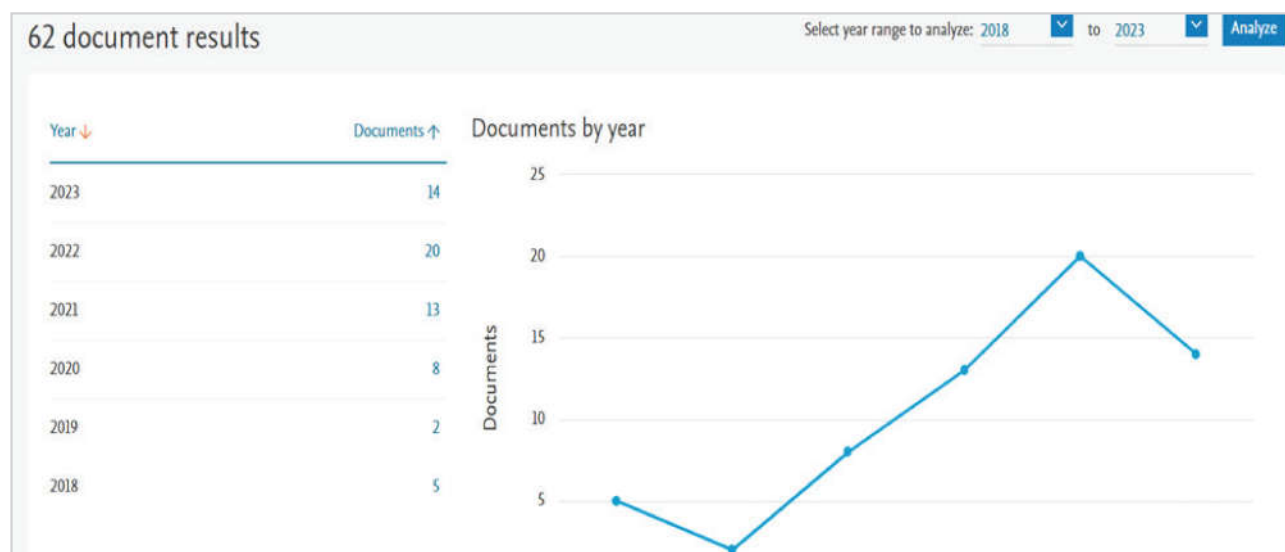 62 document results
Select year range to analyze: 2018 to 2023 Analyze
Year ↓ Documents ↑
2023 14
2022 20
2021 13
2020 8
2019 2
2018 5
Documents by year
25
20
15
10
5
Documents